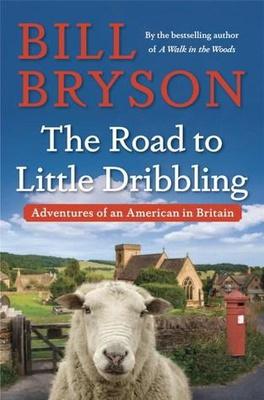 BILL
BRYSON
By the bestselling author
of A Walk in the Woods
The Road to
Little Dribbling
Adventures of an American in Britain